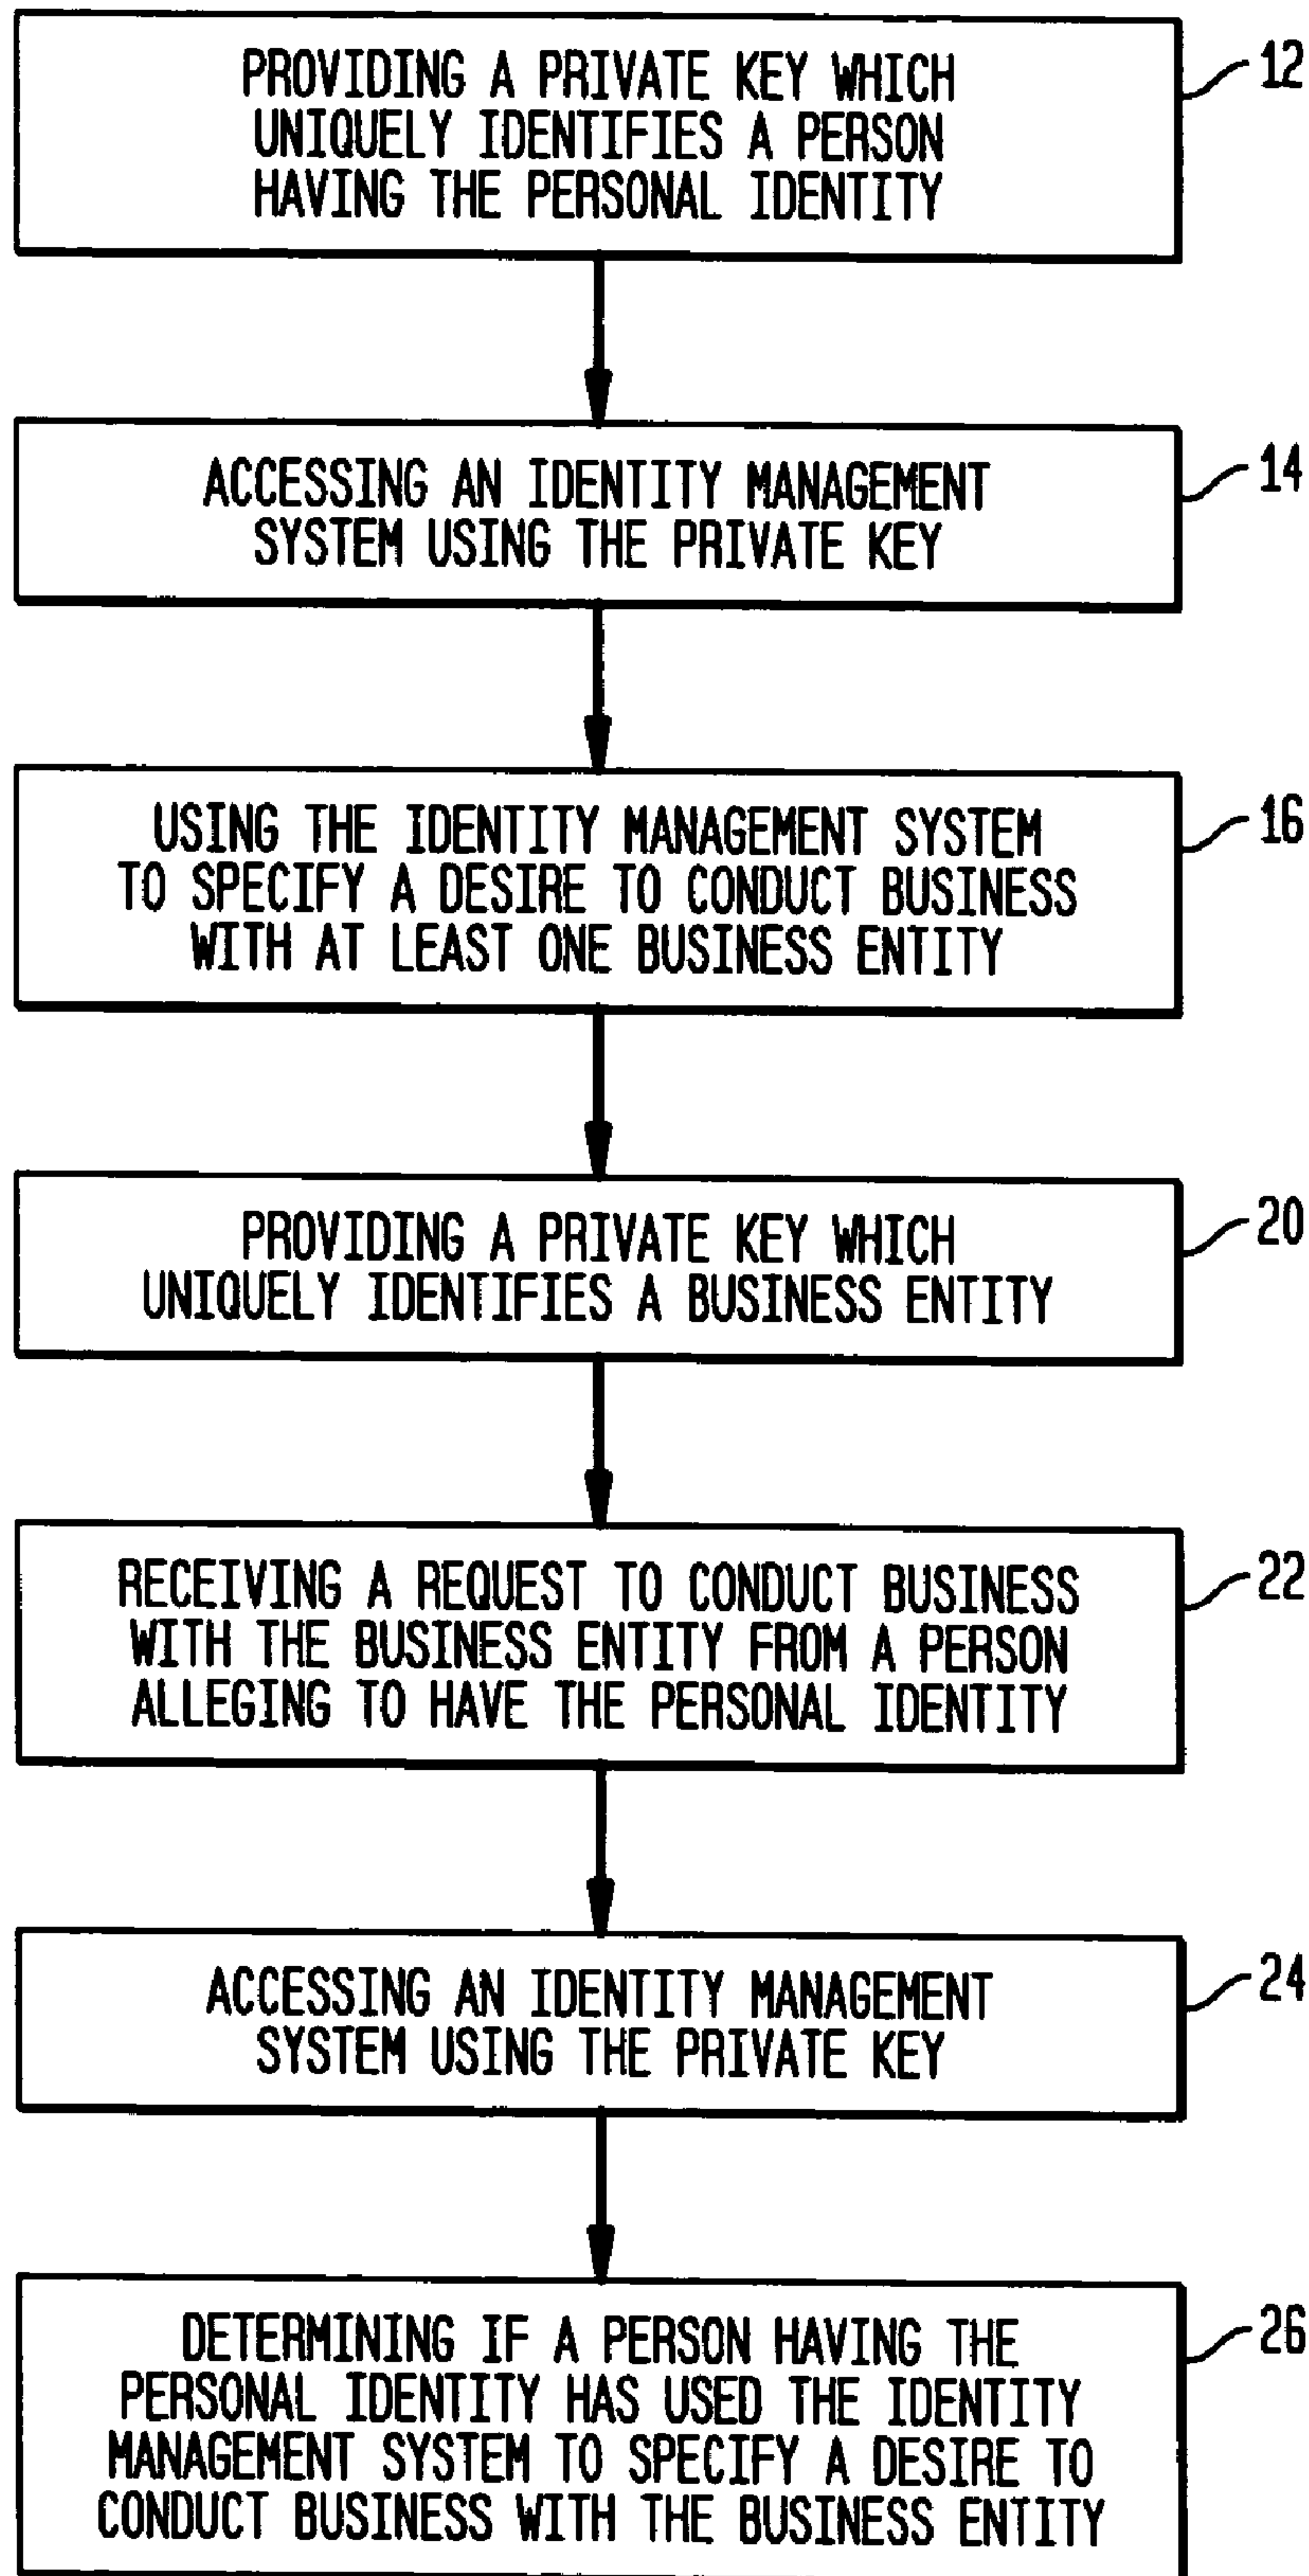 PROVIDING A PRIVATE KEY WHICH
UNIQUELY IDENTIFIES A PERSON
HAVING THE PERSONAL IDENTITY
12
ACCESSING AN IDENTITY MANAGEMENT
SYSTEM USING THE PRIVATE KEY
14
USING THE IDENTITY MANAGEMENT SYSTEM
TO SPECIFY A DESIRE TO CONDUCT BUSINESS
WITH AT LEAST ONE BUSINESS ENTITY
16
PROVIDING A PRIVATE KEY WHICH
UNIQUELY IDENTIFIES A BUSINESS ENTITY
20
RECEIVING A REQUEST TO CONDUCT BUSINESS
WITH THE BUSINESS ENTITY FROM A PERSON
ALLEGING TO HAVE THE PERSONAL IDENTITY
22
ACCESSING AN IDENTITY MANAGEMENT
SYSTEM USING THE PRIVATE KEY
24
DETERMINING IF A PERSON HAVING THE
PERSONAL IDENTITY HAS USED THE IDENTITY
MANAGEMENT SYSTEM TO SPECIFY A DESIRE TO
CONDUCT BUSINESS WITH THE BUSINESS ENTITY
26